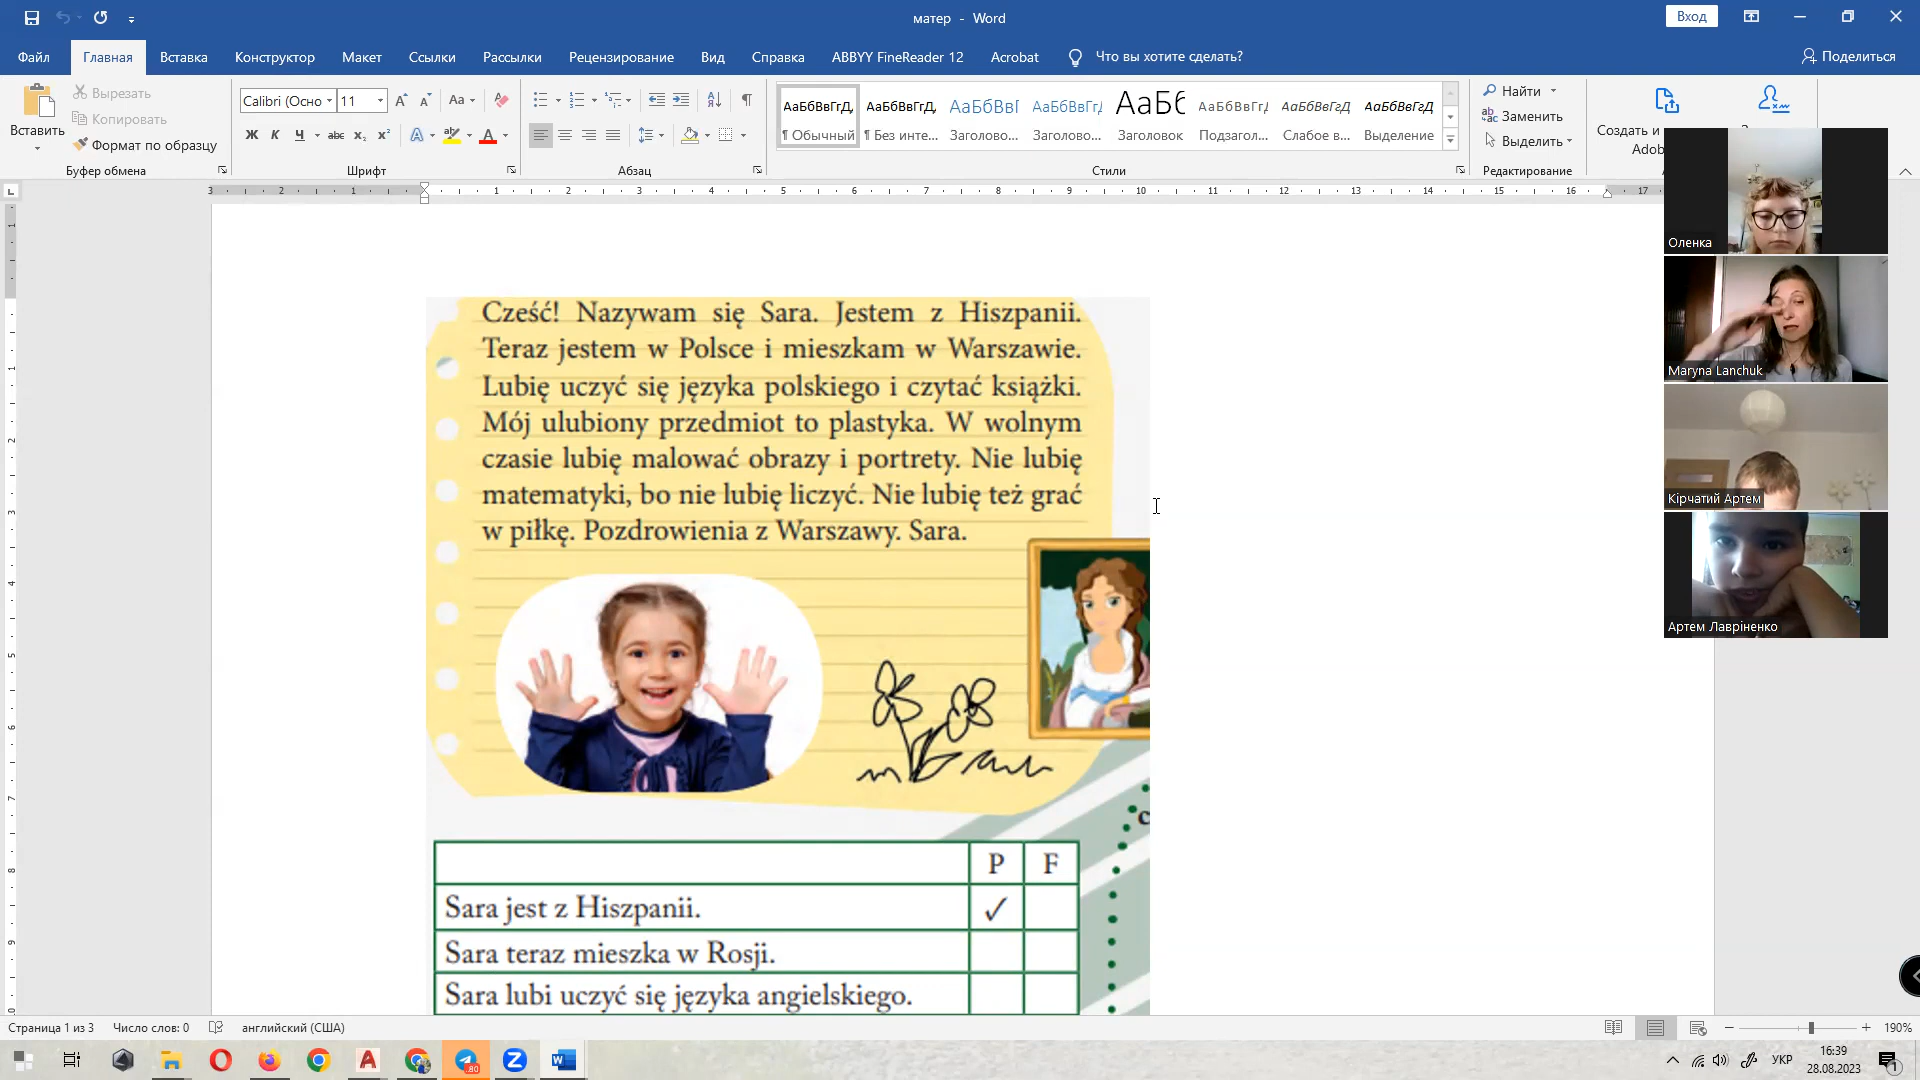 матер - Word
Вход
Файл Главная Вставка Конструктор Макет Ссылки Рассылки Рецензирование Вид Справка ABBYY FineReader 12 Acrobat Что вы хотите сделать? Поделиться
Вставить
Вырезать
Копировать
Формат по образцу
Буфер обмена
Calibri (Осно 11
Шрифт
Абзац
АаБбВвГгД, АаБбВвГгД, АаБбВвГ АаБбВвГг, АаБб АаБбВвГг, АаБбВвГгД АаБбВвГгД
¶ Обычный ¶ Без инте... Заголово... Заголово... Заголовок Подзагол... Слабое в... Выделение
Стили
Найти
Заменить
Выделить
Редактирование
Создать и
Adob
Оленка
Maryna Lanchuk
Кірчатий Артем
Артем Лавріненко
Cześć! Nazywam się Sara. Jestem z Hiszpanii.
Teraz jestem w Polsce i mieszkam w Warszawie.
Lubię uczyć się języka polskiego i czytać książki.
Mój ulubiony przedmiot to plastyka. W wolnym
czasie lubię malować obrazy i portrety. Nie lubię
matematyki, bo nie lubię liczyć. Nie lubię też grać
w piłkę. Pozdrowienia z Warszawy. Sara.
P F
Sara jest z Hiszpanii. ✓
Sara teraz mieszka w Rosji.
Sara lubi uczyć się języka angielskiego.
Страница 1 из 3 Число слов: 0 английский (США) 190%
УКР 16:39
28.08.2023